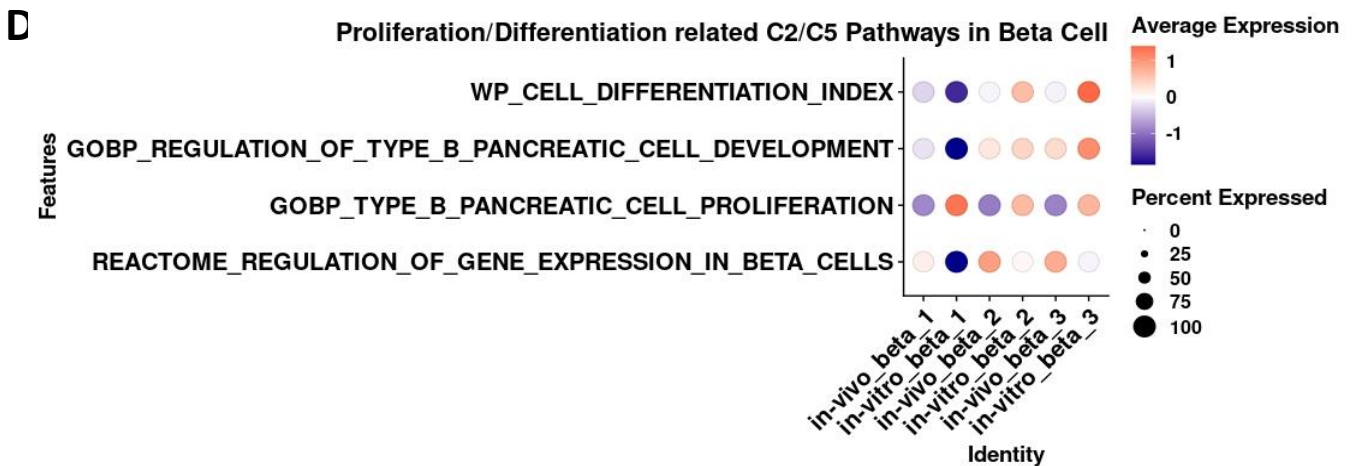 D
Proliferation/Differentiation related C2/C5 Pathways in Beta Cell
Features
WP_CELL_DIFFERENTIATION_INDEX
GOBP_REGULATION_OF_TYPE_B_PANCREATIC_CELL_DEVELOPMENT
GOBP_TYPE_B_PANCREATIC_CELL_PROLIFERATION
REACTOME_REGULATION_OF_GENE_EXPRESSION_IN_BETA_CELLS
in-vivo_beta_1
in-vitro_beta_1
in-vivo_beta_2
in-vitro_beta_2
in-vivo_beta_3
in-vitro_beta_3
Identity
Average Expression
1
0
-1
Percent Expressed
0
25
50
75
100